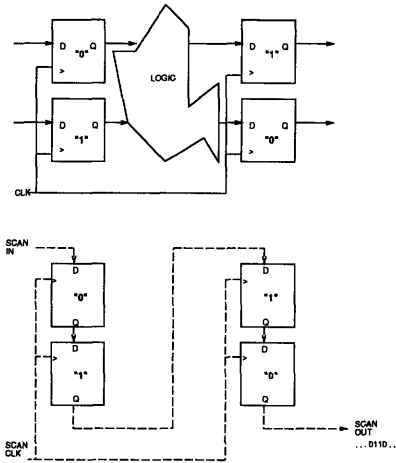 D Q
"0"
>
D Q
"1"
>
LOGIC
D Q
"1"
>
D Q
"0"
>
CLK
SCAN
IN
D
>
"0"
Q
D
>
"1"
Q
D
>
"1"
Q
D
>
"0"
Q
SCAN
CLK
SCAN
OUT
...0110..